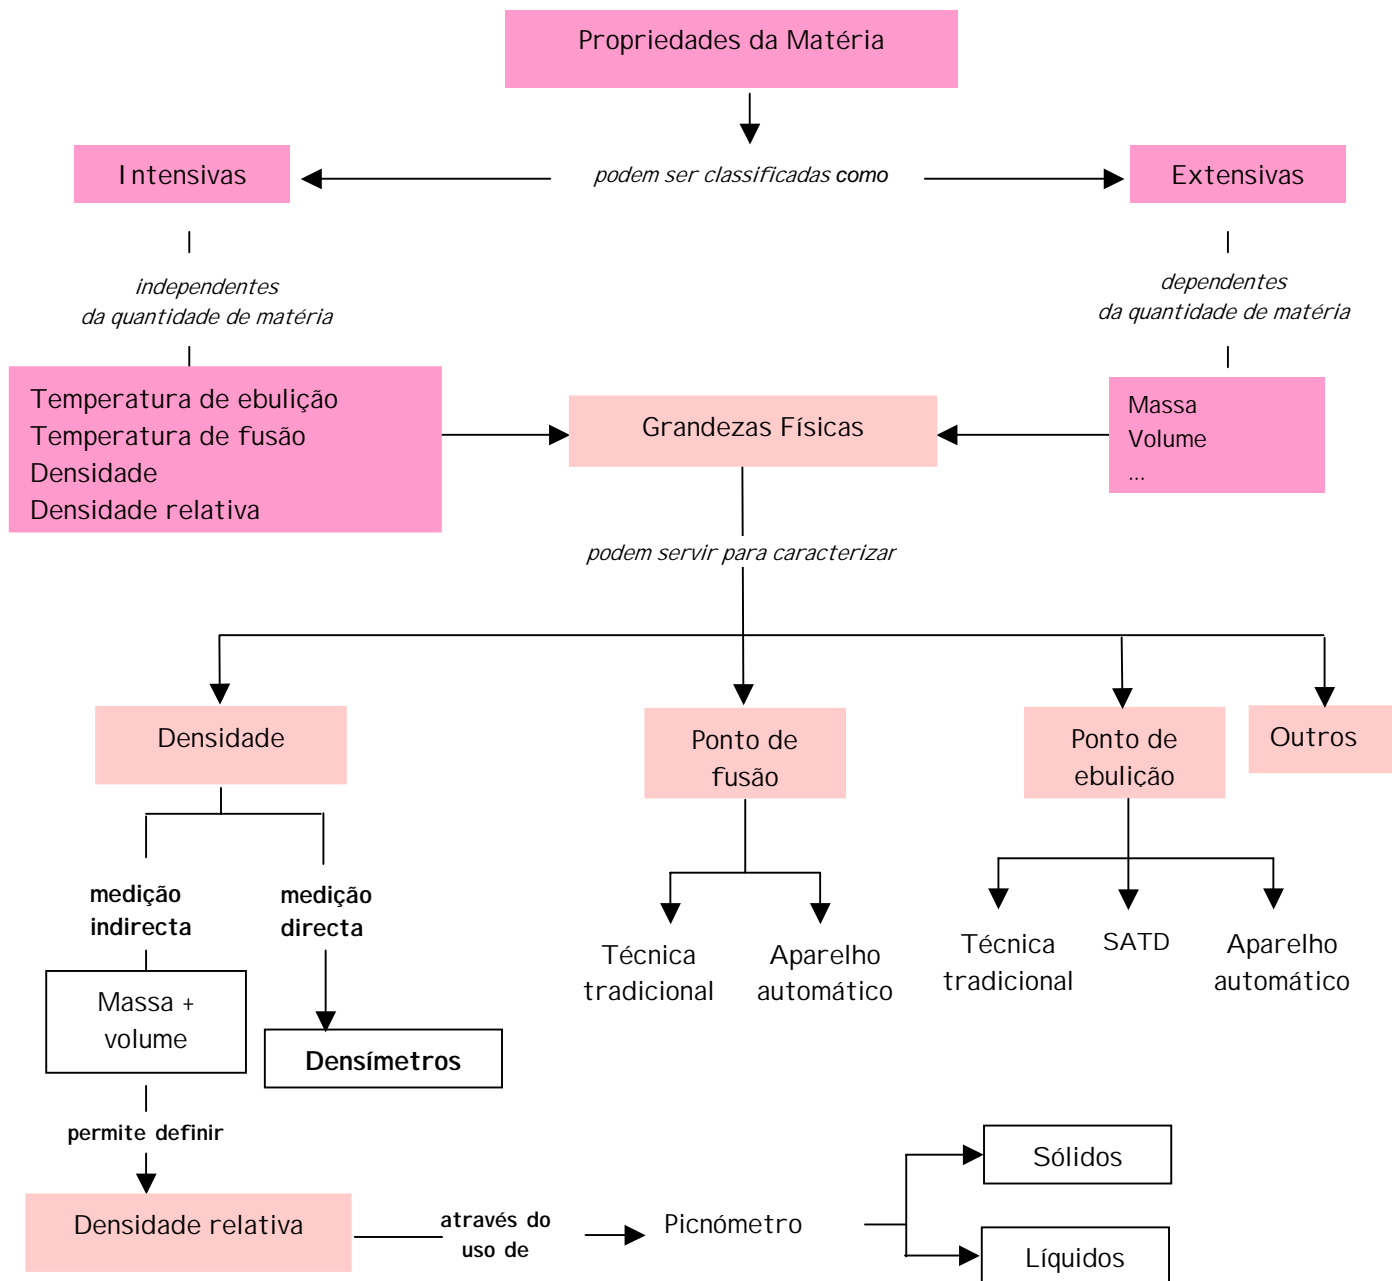 Propriedades da Matéria
Intensivas
podem ser classificadas como
Extensivas
independentes
da quantidade de matéria
dependentes
da quantidade de matéria
Temperatura de ebulição
Temperatura de fusão
Densidade
Densidade relativa
Grandezas Físicas
Massa
Volume
...
podem servir para caracterizar
Densidade
Ponto de
fusão
Ponto de
ebulição
Outros
medição
indirecta
medição
directa
Técnica
tradicional
Aparelho
automático
Técnica
tradicional
SATD
Aparelho
automático
Massa +
volume
Densímetros
permite definir
Densidade relativa
através do
uso de
Picnómetro
Sólidos
Líquidos